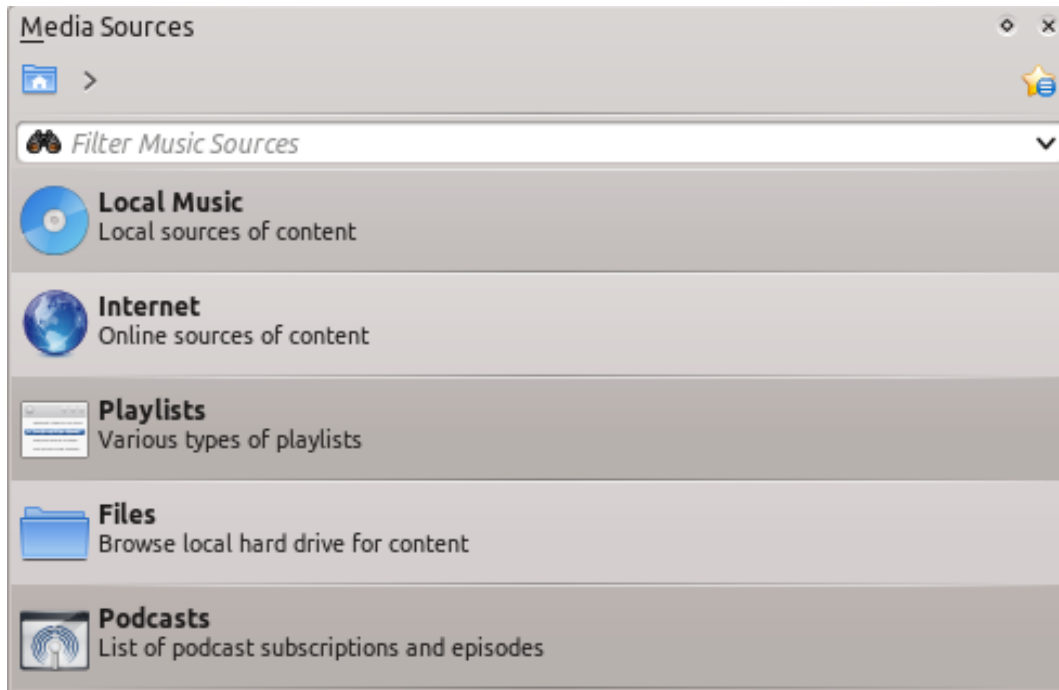 Media Sources
>
Filter Music Sources
Local Music
Local sources of content
Internet
Online sources of content
Playlists
Various types of playlists
Files
Browse local hard drive for content
Podcasts
List of podcast subscriptions and episodes